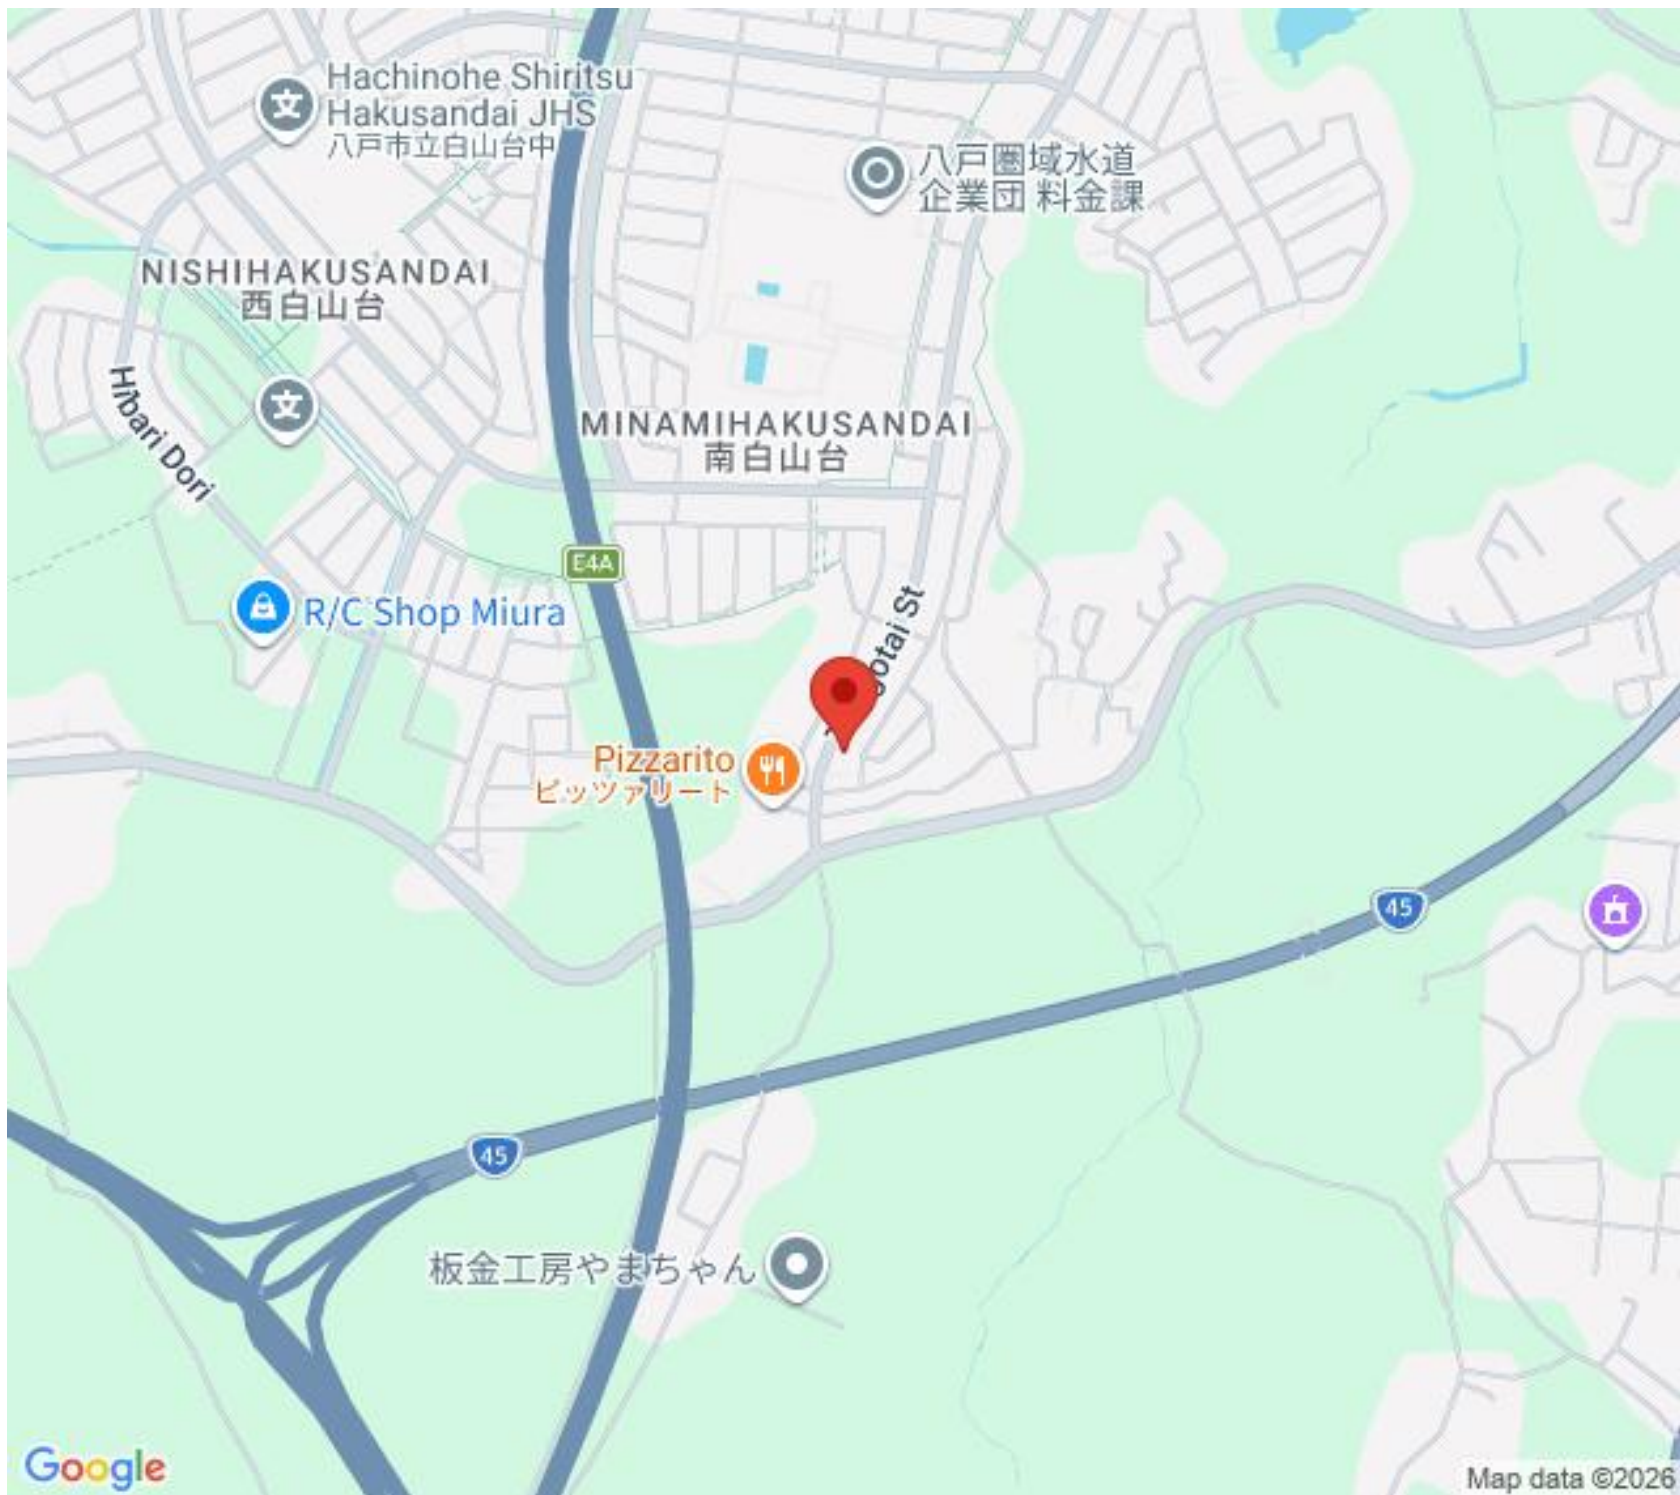 Hachinohe Shiritsu
Hakusandai JHS
八戸市立白山台中
八戸圏域水道
企業団 料金課
NISHIHAKUSANDAI
西白山台
Hibari Dori
MINAMIHAKUSANDAI
南白山台
E4A
R/C Shop Miura
St
Pizzarito
ピッツァリート
45
45
板金工房やまちゃん
Google
Map data ©2026
文
文